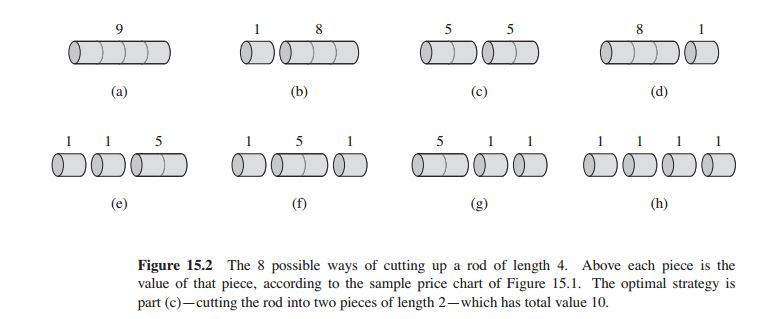 9 1 8 5 5 8 1
(a) (b) (c) (d)
1 1 5 1 5 1 5 1 1 1 1 1 1
(e) (f) (g) (h)
Figure 15.2 The 8 possible ways of cutting up a rod of length 4. Above each piece is the
value of that piece, according to the sample price chart of Figure 15.1. The optimal strategy is
part (c)—cutting the rod into two pieces of length 2—which has total value 10.